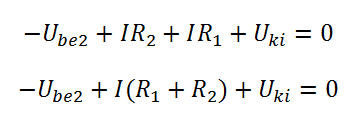 −U_{be2} + IR_2 + IR_1 + U_{ki} = 0
−U_{be2} + I(R_1 + R_2) + U_{ki} = 0